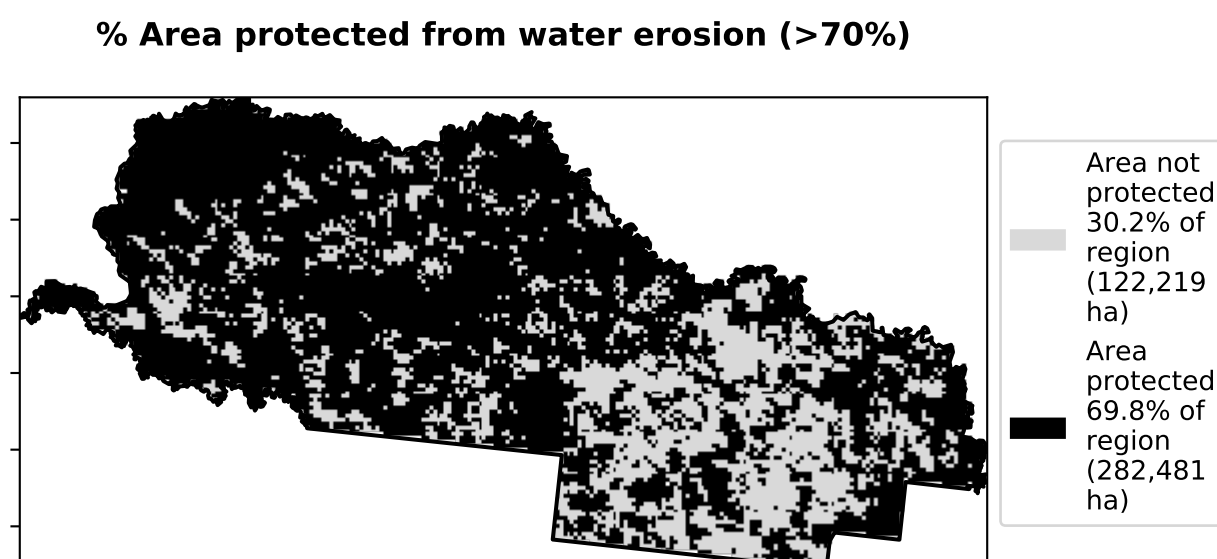 % Area protected from water erosion (>70%)
Area not
protected
30.2% of
region
(122,219
ha)
Area
protected
69.8% of
region
(282,481
ha)